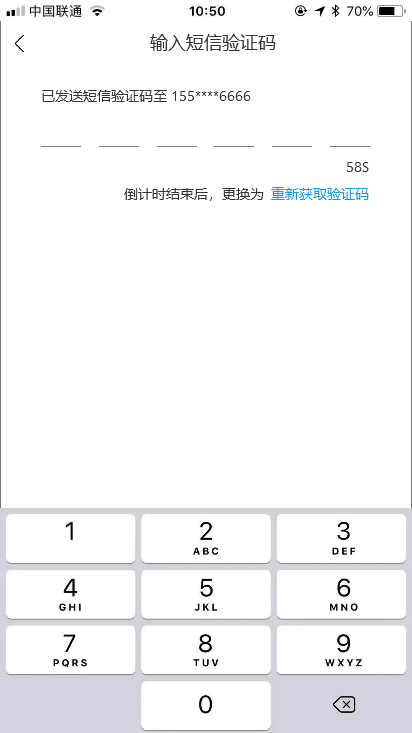 中国联通 10:50 70%
输入短信验证码
已发送短信验证码至 155****6666
58S
倒计时结束后，更换为 重新获取验证码
1 2 3
ABC DEF
4 5 6
GHI JKL MNO
7 8 9
PQRS TUV WXYZ
0